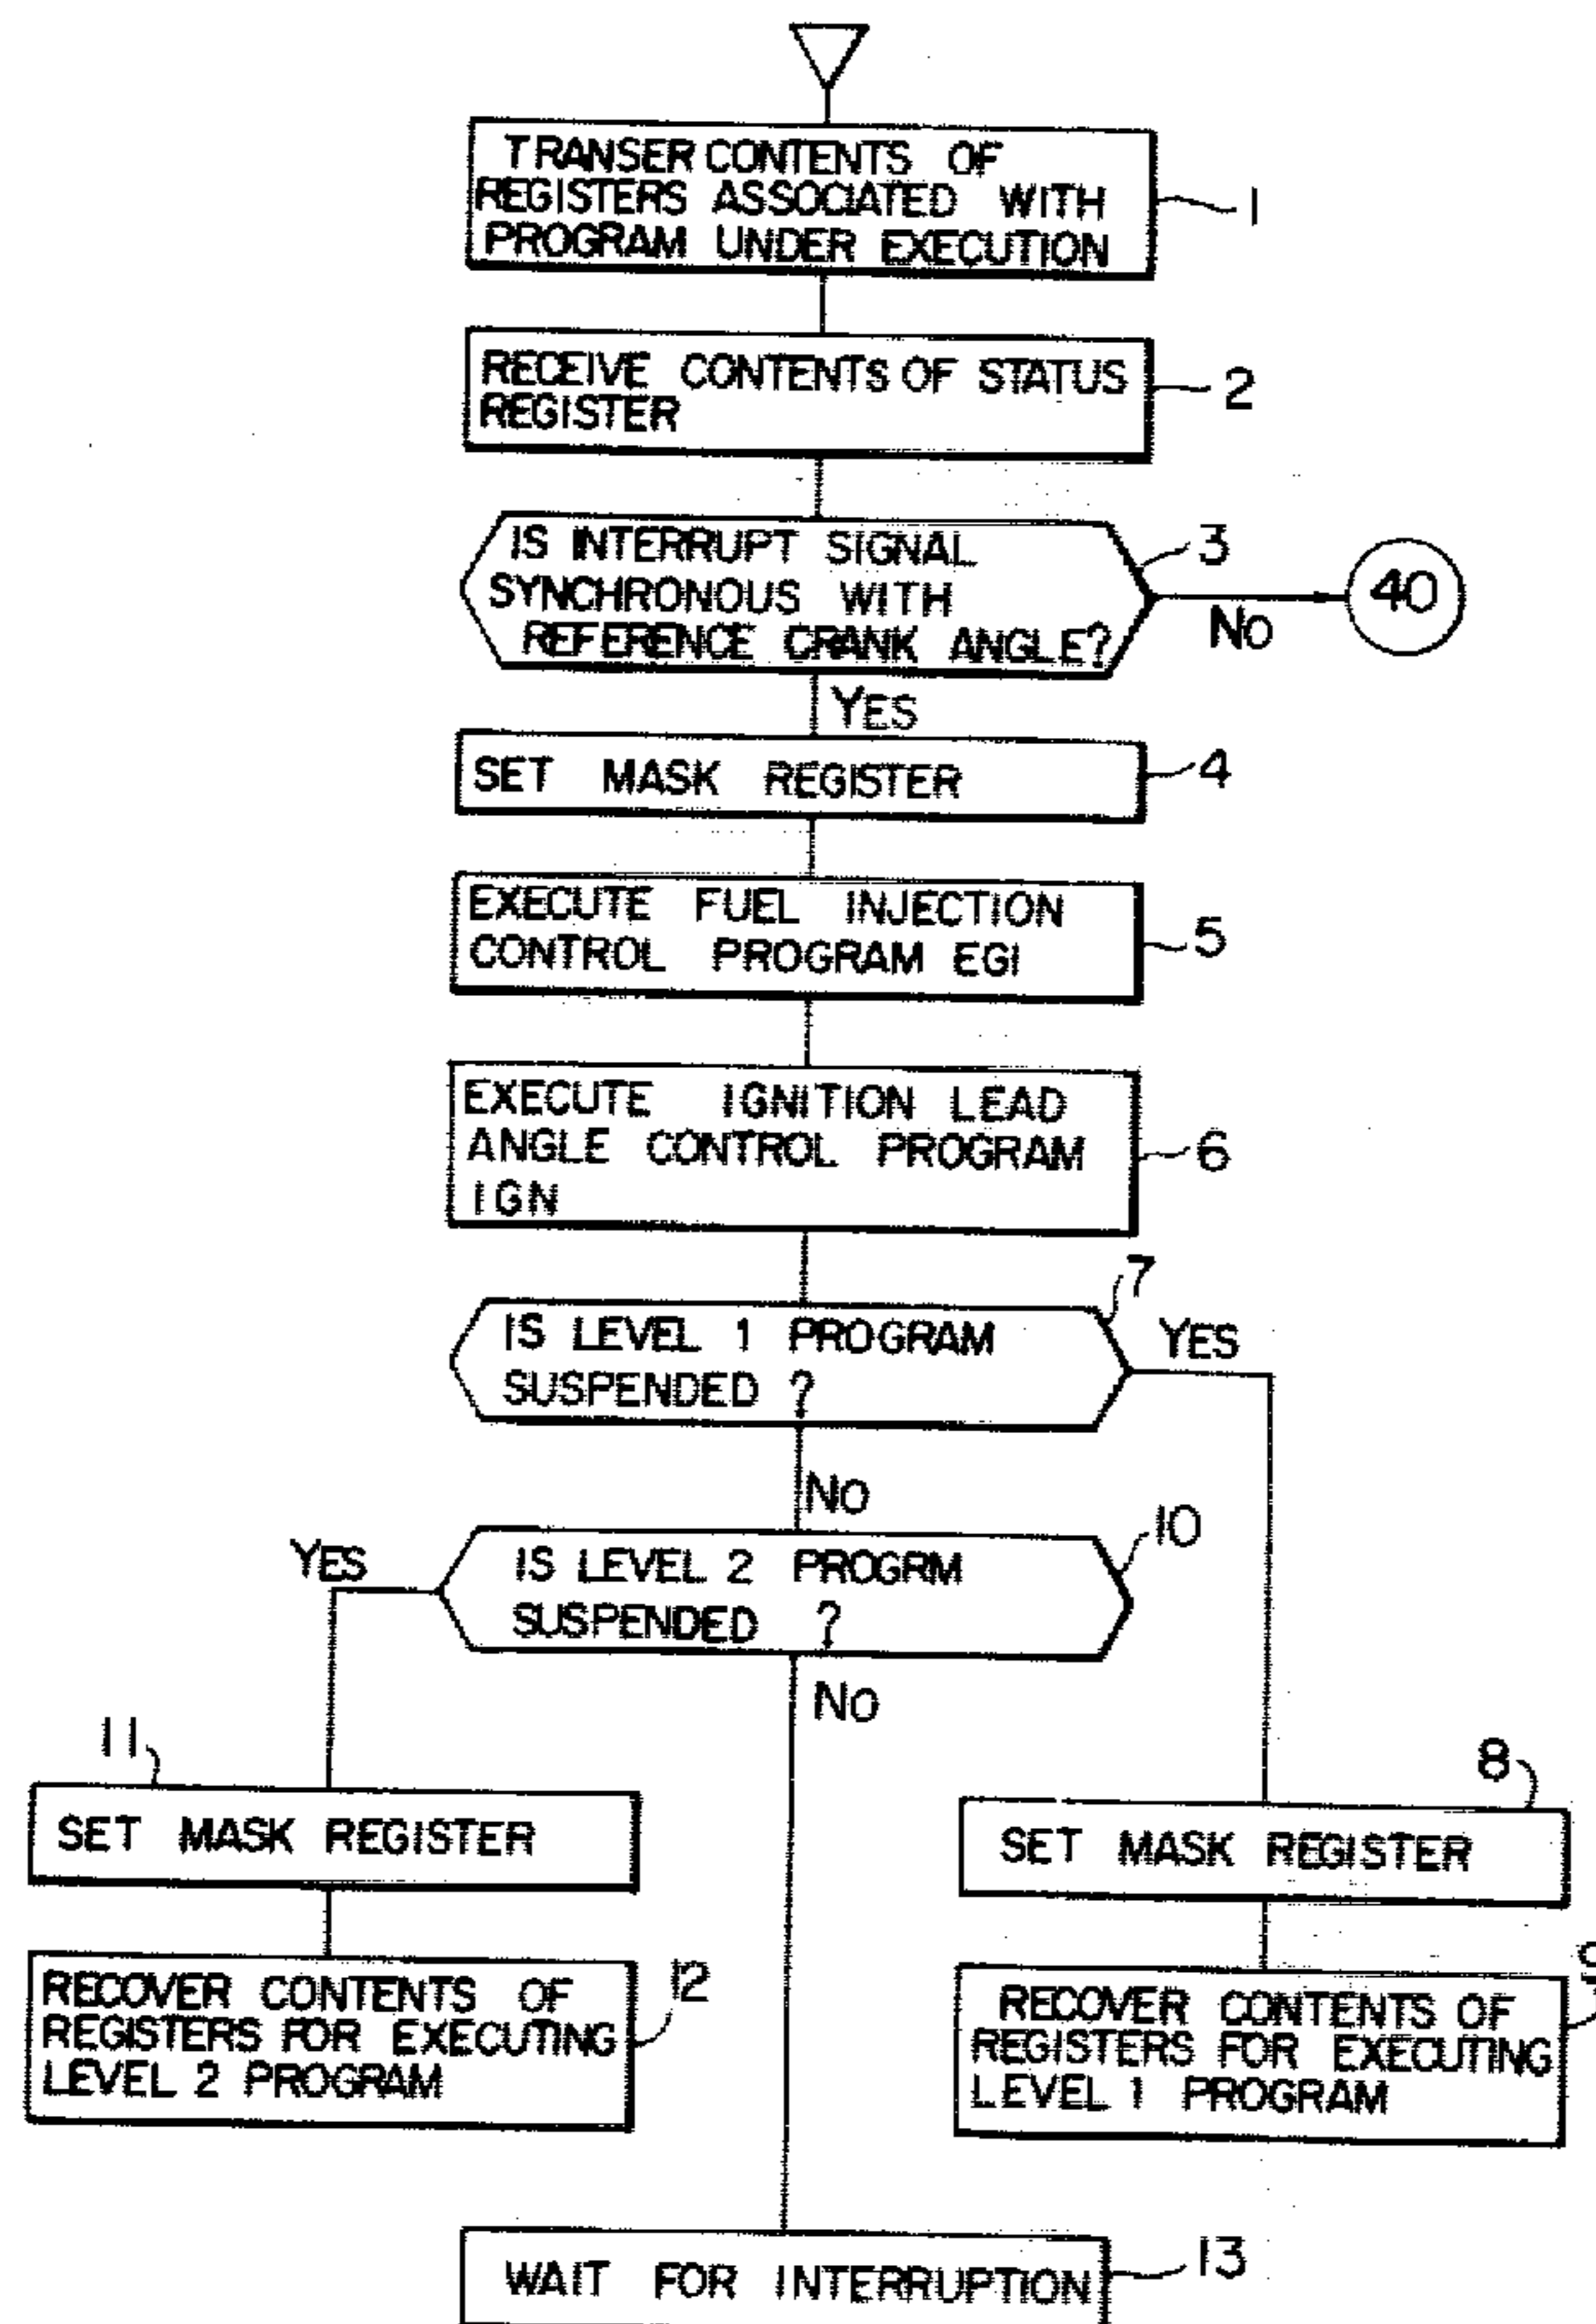 TRANSER CONTENTS OF
REGISTERS ASSOCIATED WITH
PROGRAM UNDER EXECUTION
1
RECEIVE CONTENTS OF STATUS
REGISTER
2
IS INTERRUPT SIGNAL
SYNCHRONOUS WITH
REFERENCE CRANK ANGLE?
3
NO
40
YES
SET MASK REGISTER
4
EXECUTE FUEL INJECTION
CONTROL PROGRAM EGI
5
EXECUTE IGNITION LEAD
ANGLE CONTROL PROGRAM
IGN
6
IS LEVEL 1 PROGRAM
SUSPENDED ?
7
YES
NO
IS LEVEL 2 PROGRM
SUSPENDED ?
10
YES
NO
11
SET MASK REGISTER
8
SET MASK REGISTER
RECOVER CONTENTS OF
REGISTERS FOR EXECUTING
LEVEL 2 PROGRAM
12
RECOVER CONTENTS OF
REGISTERS FOR EXECUTING
LEVEL 1 PROGRAM
9
WAIT FOR INTERRUPTION
13